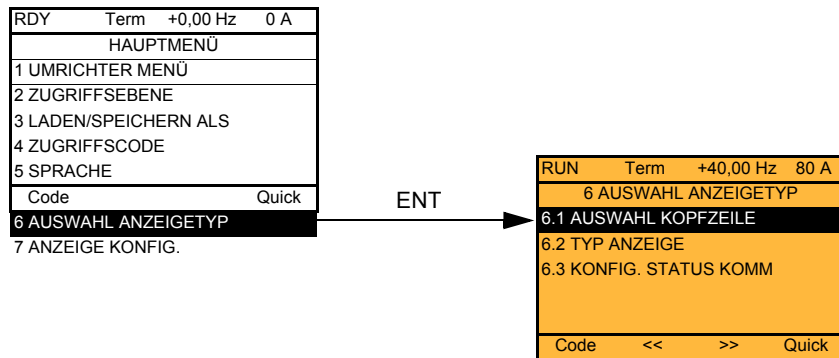 RDY Term +0,00 Hz 0 A
HAUPTMENÜ
1 UMRICHTER MENÜ
2 ZUGRIFFSEBENE
3 LADEN/SPEICHERN ALS
4 ZUGRIFFSCODE
5 SPRACHE
Code Quick
6 AUSWAHL ANZEIGETYP
7 ANZEIGE KONFIG.
ENT
RUN Term +40,00 Hz 80 A
6 AUSWAHL ANZEIGETYP
6.1 AUSWAHL KOPFZEILE
6.2 TYP ANZEIGE
6.3 KONFIG. STATUS KOMM
Code << >> Quick